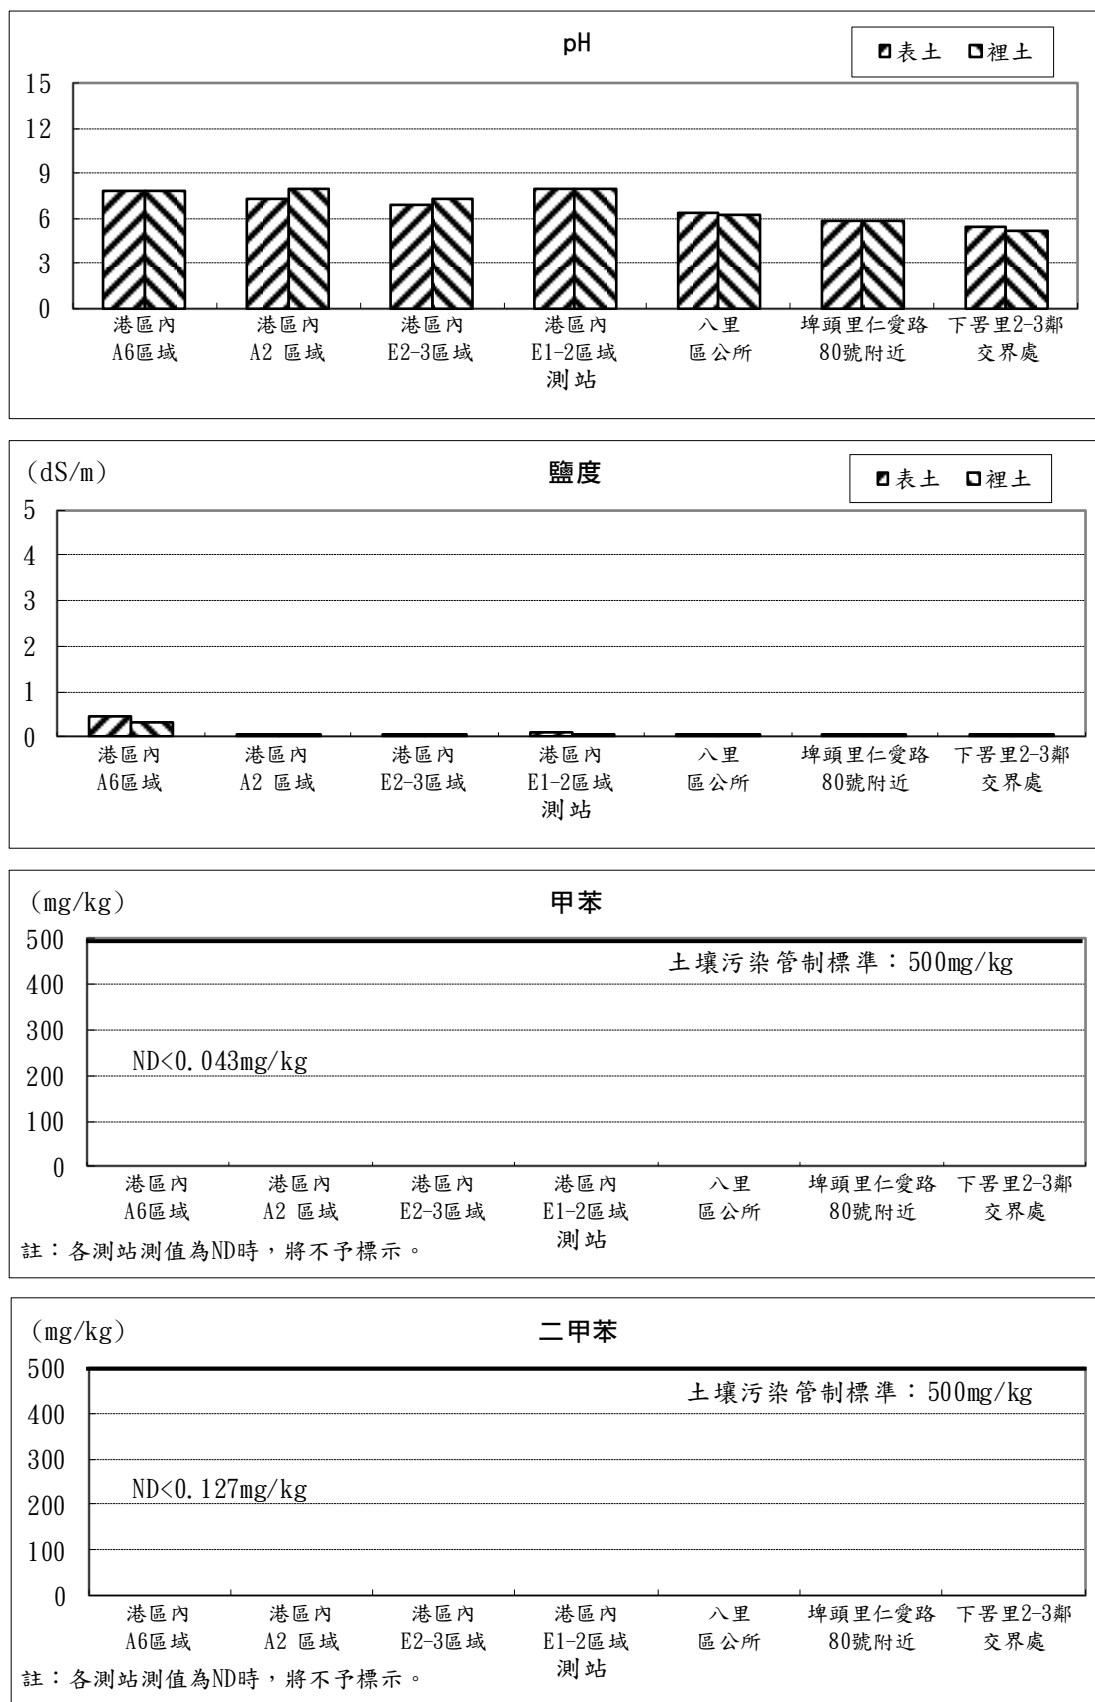 pH
表土 裡土
15
12
9
6
3
0
港區內 港區內 港區內 港區內 八里 埤頭里仁愛路 下罟里2-3鄰
A6區域 A2 區域 E2-3區域 E1-2區域 區公所 80號附近 交界處
測站
(dS/m) 鹽度
表土 裡土
5
4
3
2
1
0
港區內 港區內 港區內 港區內 八里 埤頭里仁愛路 下罟里2-3鄰
A6區域 A2 區域 E2-3區域 E1-2區域 區公所 80號附近 交界處
測站
(mg/kg) 甲苯
500
土壤污染管制標準：500mg/kg
400
300
ND<0.043mg/kg
200
100
0
港區內 港區內 港區內 港區內 八里 埤頭里仁愛路 下罟里2-3鄰
A6區域 A2 區域 E2-3區域 E1-2區域 區公所 80號附近 交界處
測站
註：各測站測值為ND時，將不予標示。
(mg/kg) 二甲苯
500
土壤污染管制標準：500mg/kg
400
300
ND<0.127mg/kg
200
100
0
港區內 港區內 港區內 港區內 八里 埤頭里仁愛路 下罟里2-3鄰
A6區域 A2 區域 E2-3區域 E1-2區域 區公所 80號附近 交界處
測站
註：各測站測值為ND時，將不予標示。